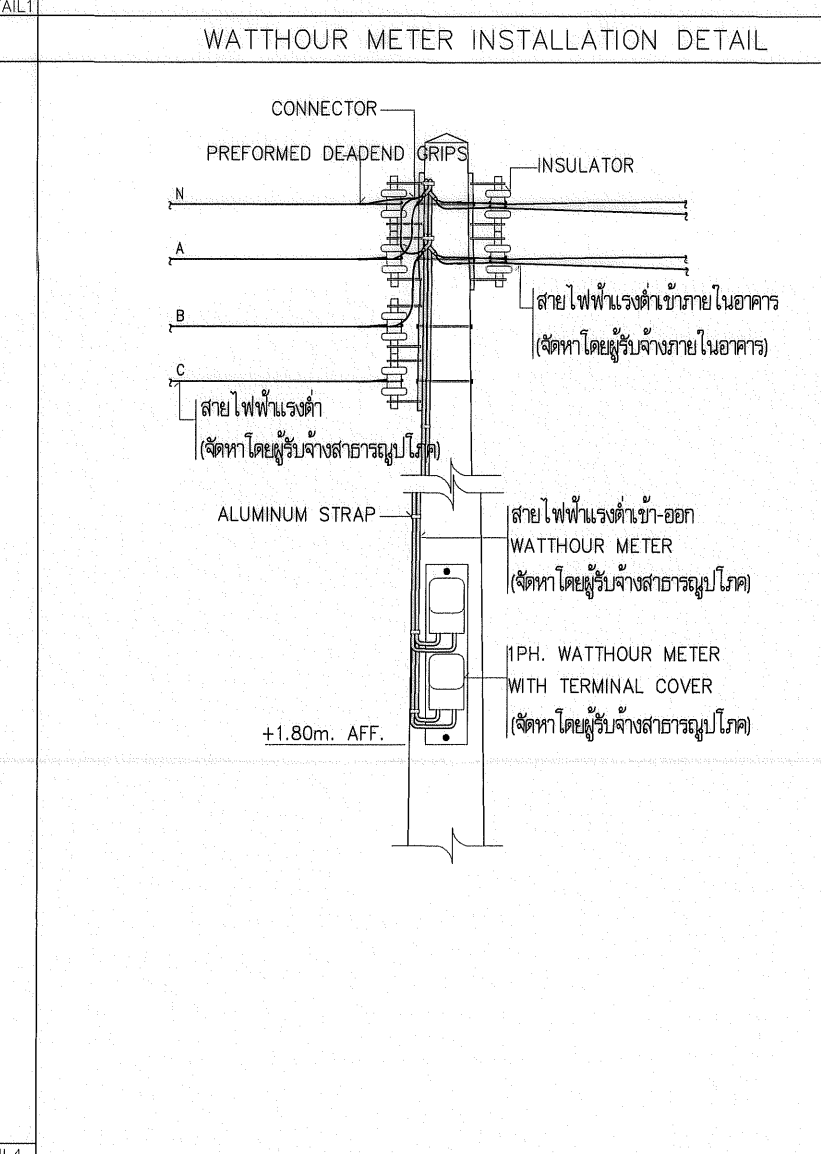 AIL1
WATTHOUR METER INSTALLATION DETAIL
CONNECTOR
PREFORMED DEADEND GRIPS
INSULATOR
N
A
B
C
สายไฟฟ้าแรงต่ำเข้าภายในอาคาร
(จัดหาโดยผู้รับจ้างภายในอาคาร)
สายไฟฟ้าแรงต่ำ
(จัดหาโดยผู้รับจ้างสาธารณูปโภค)
ALUMINUM STRAP
สายไฟฟ้าแรงต่ำเข้า-ออก
WATTHOUR METER
(จัดหาโดยผู้รับจ้างสาธารณูปโภค)
1PH. WATTHOUR METER
WITH TERMINAL COVER
(จัดหาโดยผู้รับจ้างสาธารณูปโภค)
+1.80m. AFF.